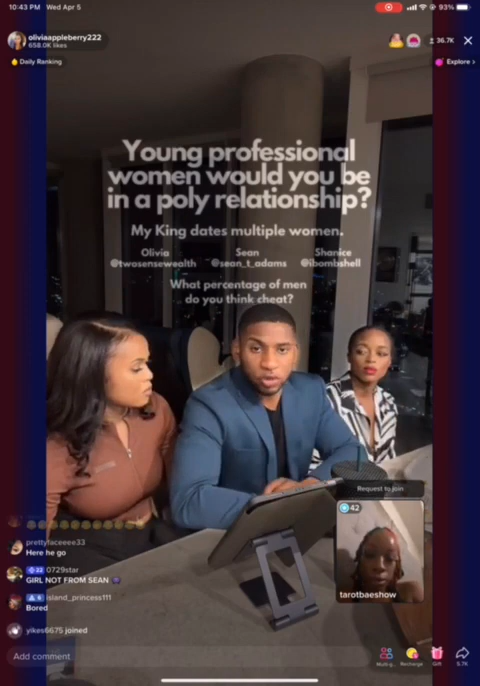 10:43 PM Wed Apr 5
93%
oliviaappleberry222
658.0K likes
36.7K
Daily Ranking
Explore >
Young professional
women would you be
in a poly relationship?
My King dates multiple women.
Olivia Sean Shanice
@twosensewealth @sean_t_adams @ibombshell
What percentage of men
do you think cheat?
Request to join
42
tarotbaeshow
prettyfaceeee33
Here he go
22 0729star
GIRL NOT FROM SEAN
island_princess111
Bored
yikes6675 joined
Add comment
Recharge
Gift
5.7K